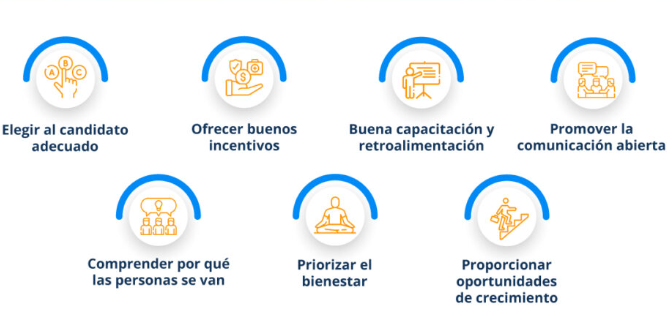 A
B
C
$
Elegir al candidato
adecuado
Ofrecer buenos
incentivos
Buena capacitación y
retroalimentación
Promover la
comunicación abierta
Comprender por qué
las personas se van
Priorizar el
bienestar
Proporcionar
oportunidades
de crecimiento